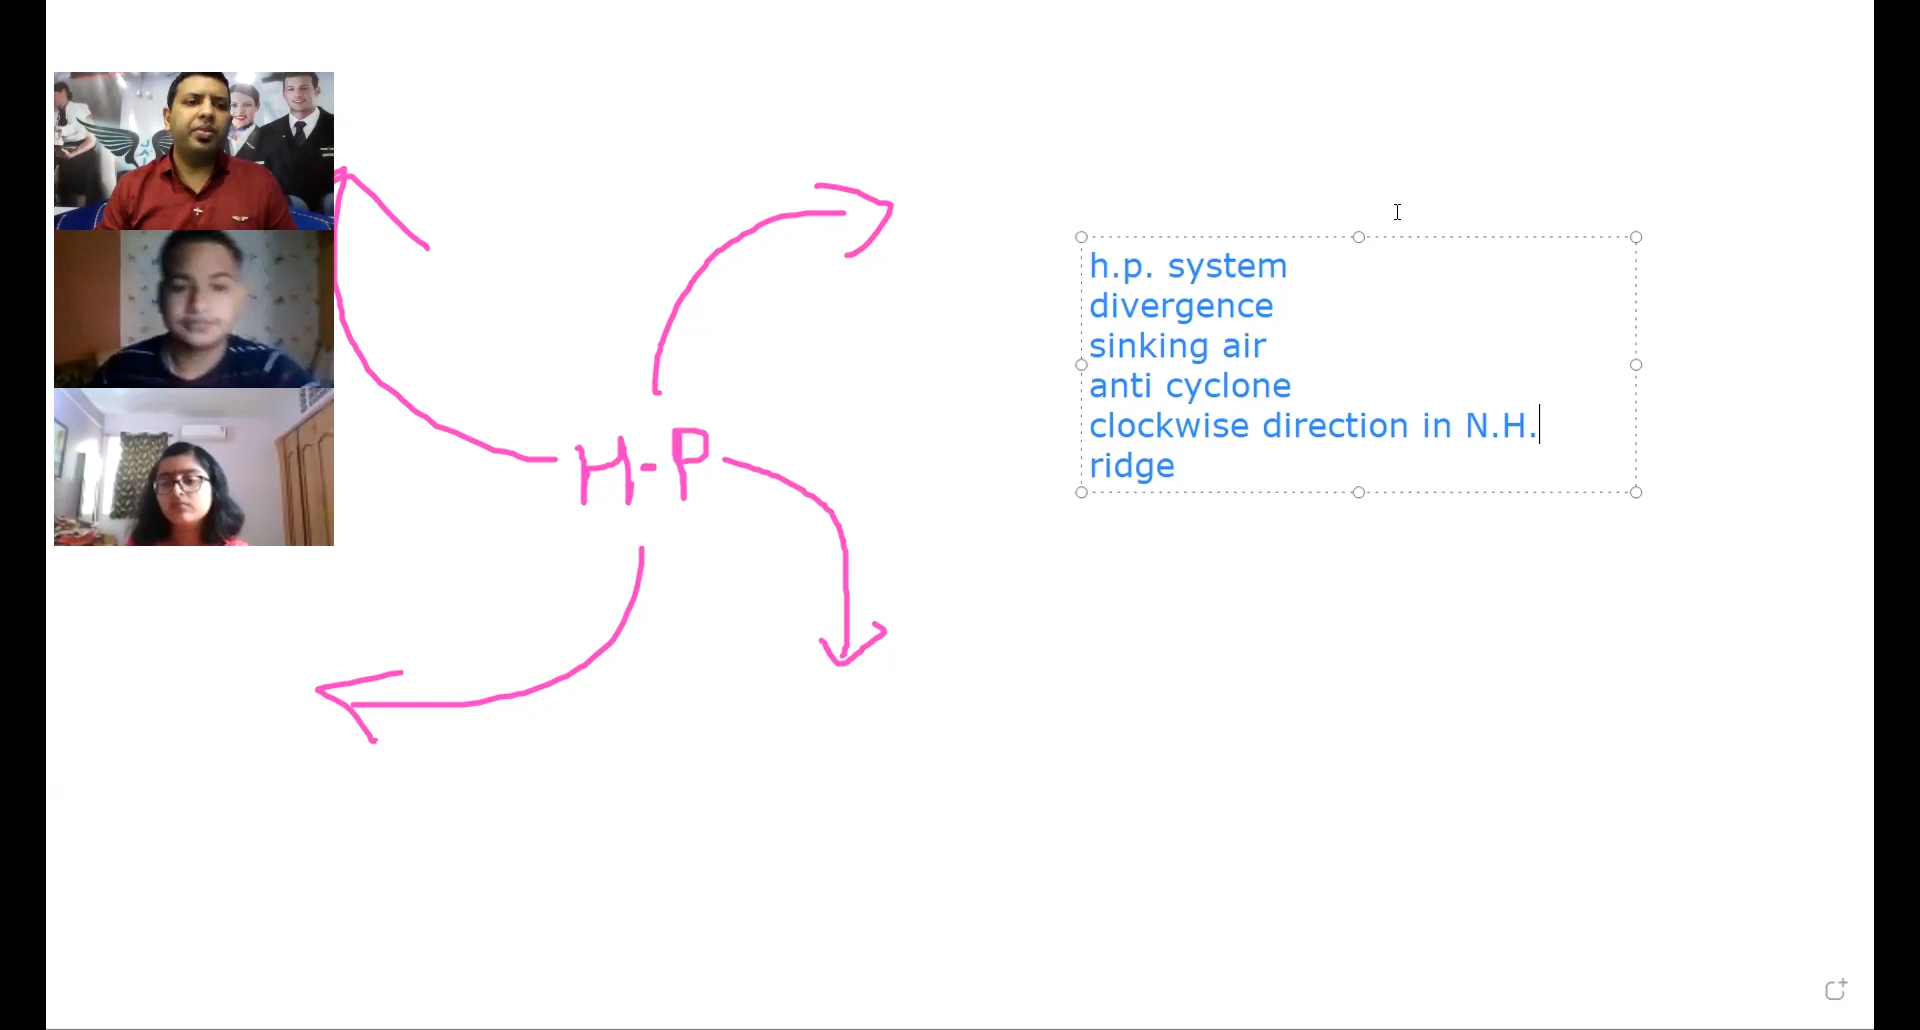 H-P
h.p. system
divergence
sinking air
anti cyclone
clockwise direction in N.H.
ridge